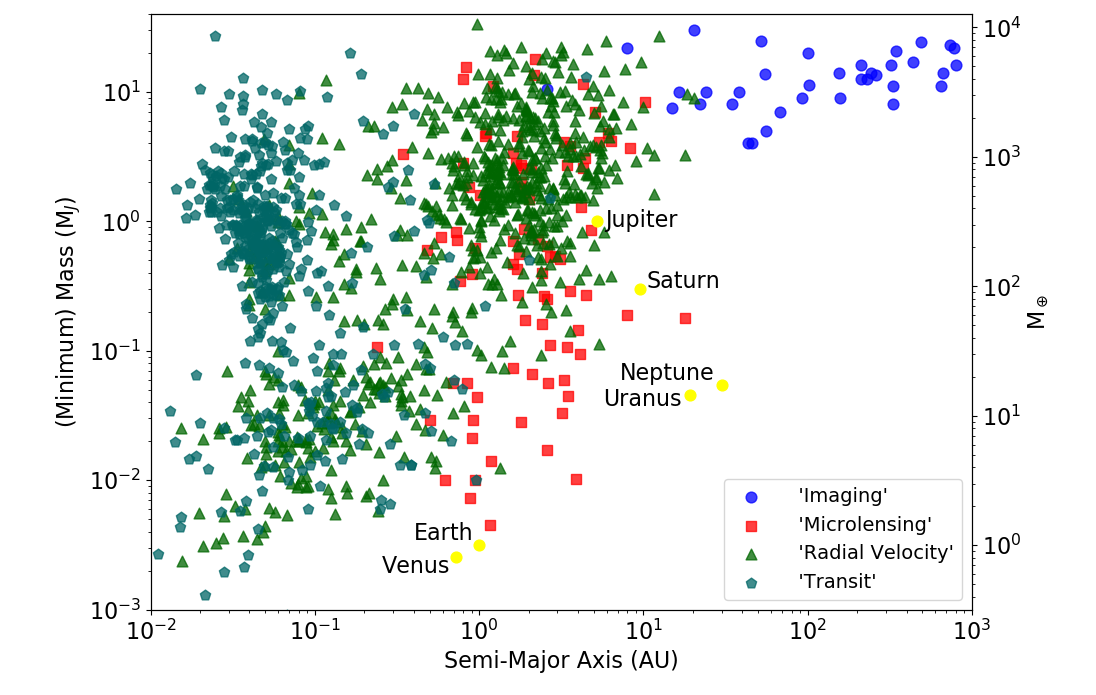 (Minimum) Mass (M_J)
10^1
10^0
10^−1
10^−2
10^−3
10^−2
10^−1
10^0
10^1
10^2
10^3
Semi-Major Axis (AU)
10^4
10^3
10^2
10^1
10^0
M_⊕
Jupiter
Saturn
Neptune
Uranus
Earth
Venus
'Imaging'
'Microlensing'
'Radial Velocity'
'Transit'